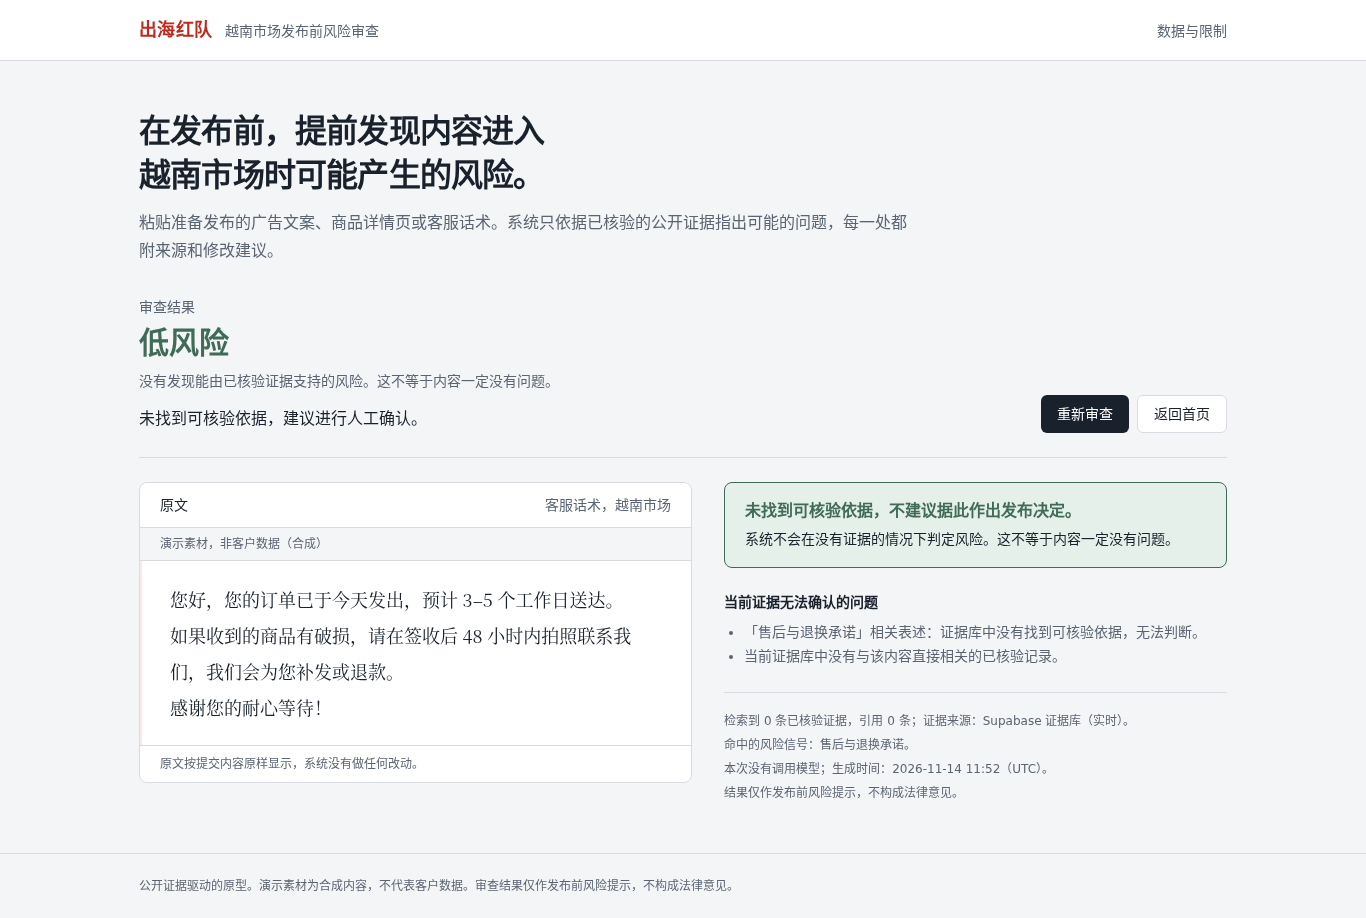 出海红队 越南市场发布前风险审查 数据与限制
在发布前，提前发现内容进入
越南市场时可能产生的风险。
粘贴准备发布的广告文案、商品详情页或客服话术。系统只依据已核验的公开证据指出可能的问题，每一处都
附来源和修改建议。
审查结果
低风险
没有发现能由已核验证据支持的风险。这不等于内容一定没有问题。
未找到可核验依据，建议进行人工确认。
重新审查 返回首页
原文 客服话术，越南市场
演示素材，非客户数据（合成）
您好，您的订单已于今天发出，预计 3–5 个工作日送达。
如果收到的商品有破损，请在签收后 48 小时内拍照联系我
们，我们会为您补发或退款。
感谢您的耐心等待！
原文按提交内容原样显示，系统没有做任何改动。
未找到可核验依据，不建议据此作出发布决定。
系统不会在没有证据的情况下判定风险。这不等于内容一定没有问题。
当前证据无法确认的问题
• 「售后与退换承诺」相关表述：证据库中没有找到可核验依据，无法判断。
• 当前证据库中没有与该内容直接相关的已核验记录。
检索到 0 条已核验证据，引用 0 条；证据来源：Supabase 证据库（实时）。
命中的风险信号：售后与退换承诺。
本次没有调用模型；生成时间：2026-11-14 11:52（UTC）。
结果仅作发布前风险提示，不构成法律意见。
公开证据驱动的原型。演示素材为合成内容，不代表客户数据。审查结果仅作发布前风险提示，不构成法律意见。